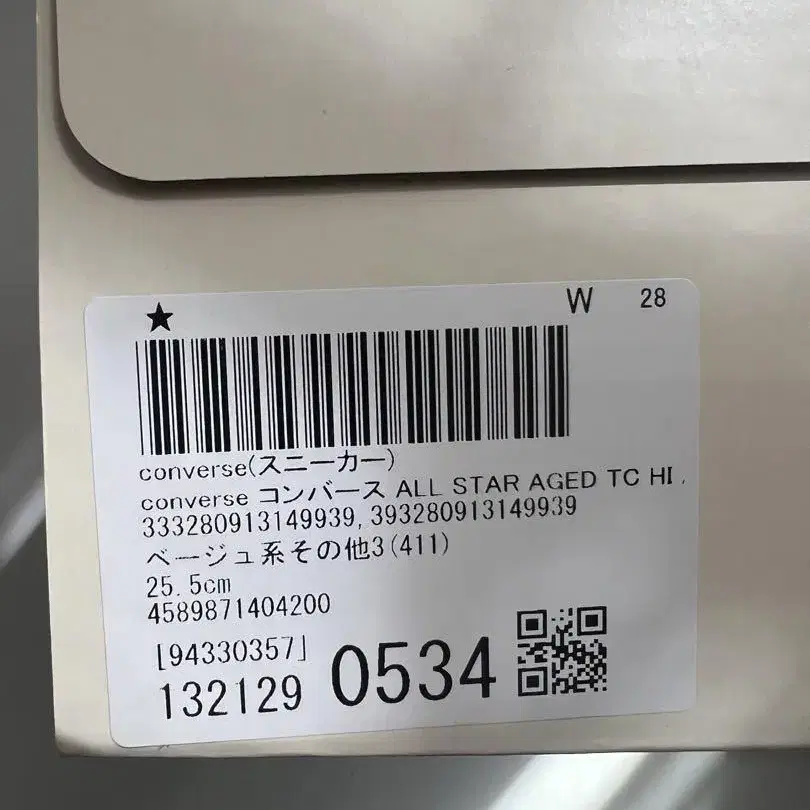 ★ W 28
converse(スニーカー)
converse コンバース ALL STAR AGED TC HI
333280913149939, 393280913149939
ベージュ系その他3(411)
25.5cm
4589871404200
[94330357]
132129 0534